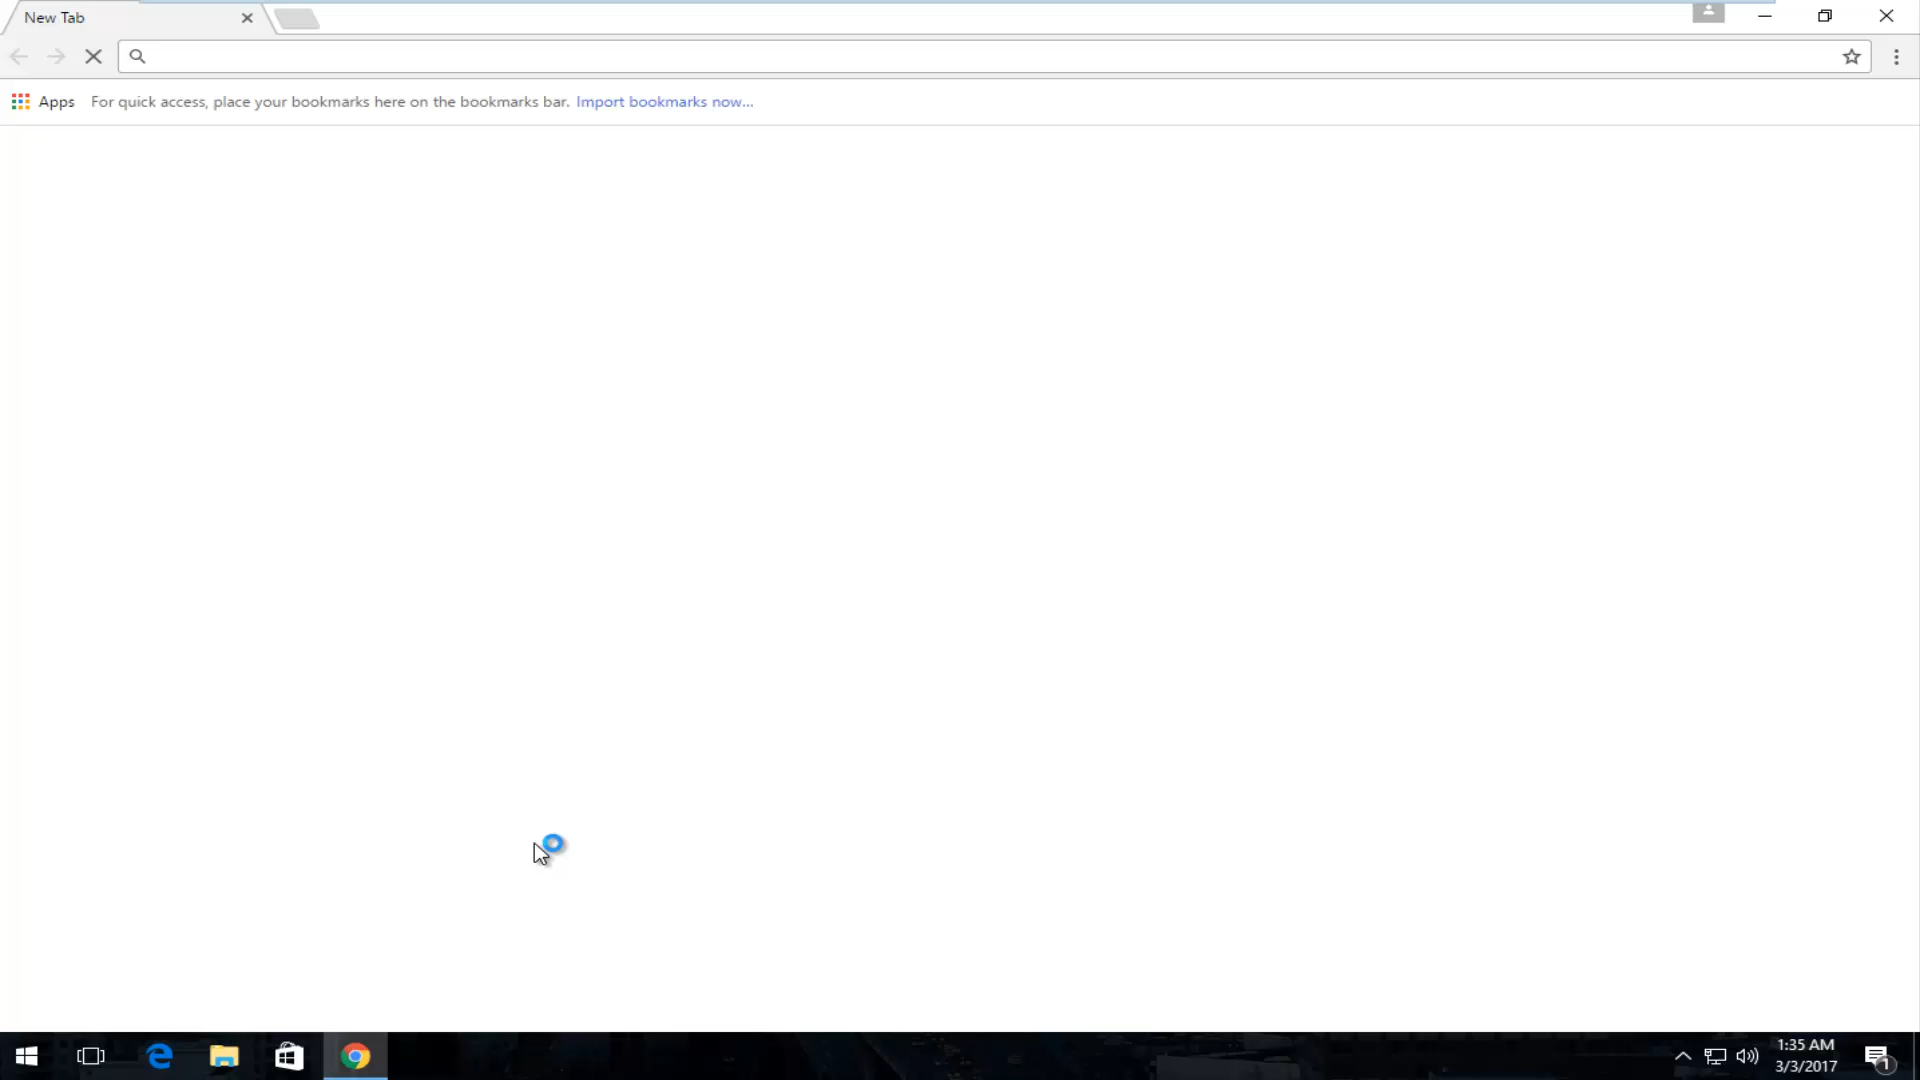 New Tab
Apps For quick access, place your bookmarks here on the bookmarks bar. Import bookmarks now...
1:35 AM
3/3/2017
1